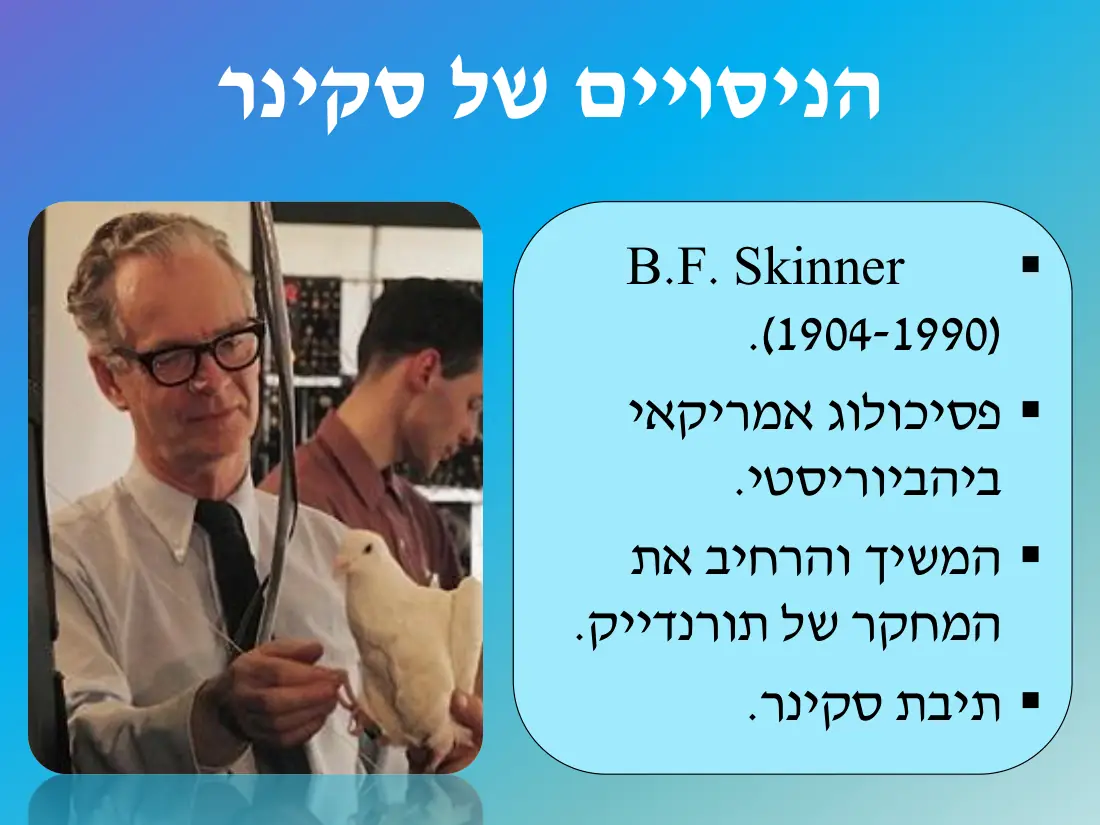 הניסויים של סקינר
▪ B.F. Skinner
(1904-1990).
▪ פסיכולוג אמריקאי
ביהביוריסטי.
▪ המשיך והרחיב את
המחקר של תורנדייק.
▪ תיבת סקינר.